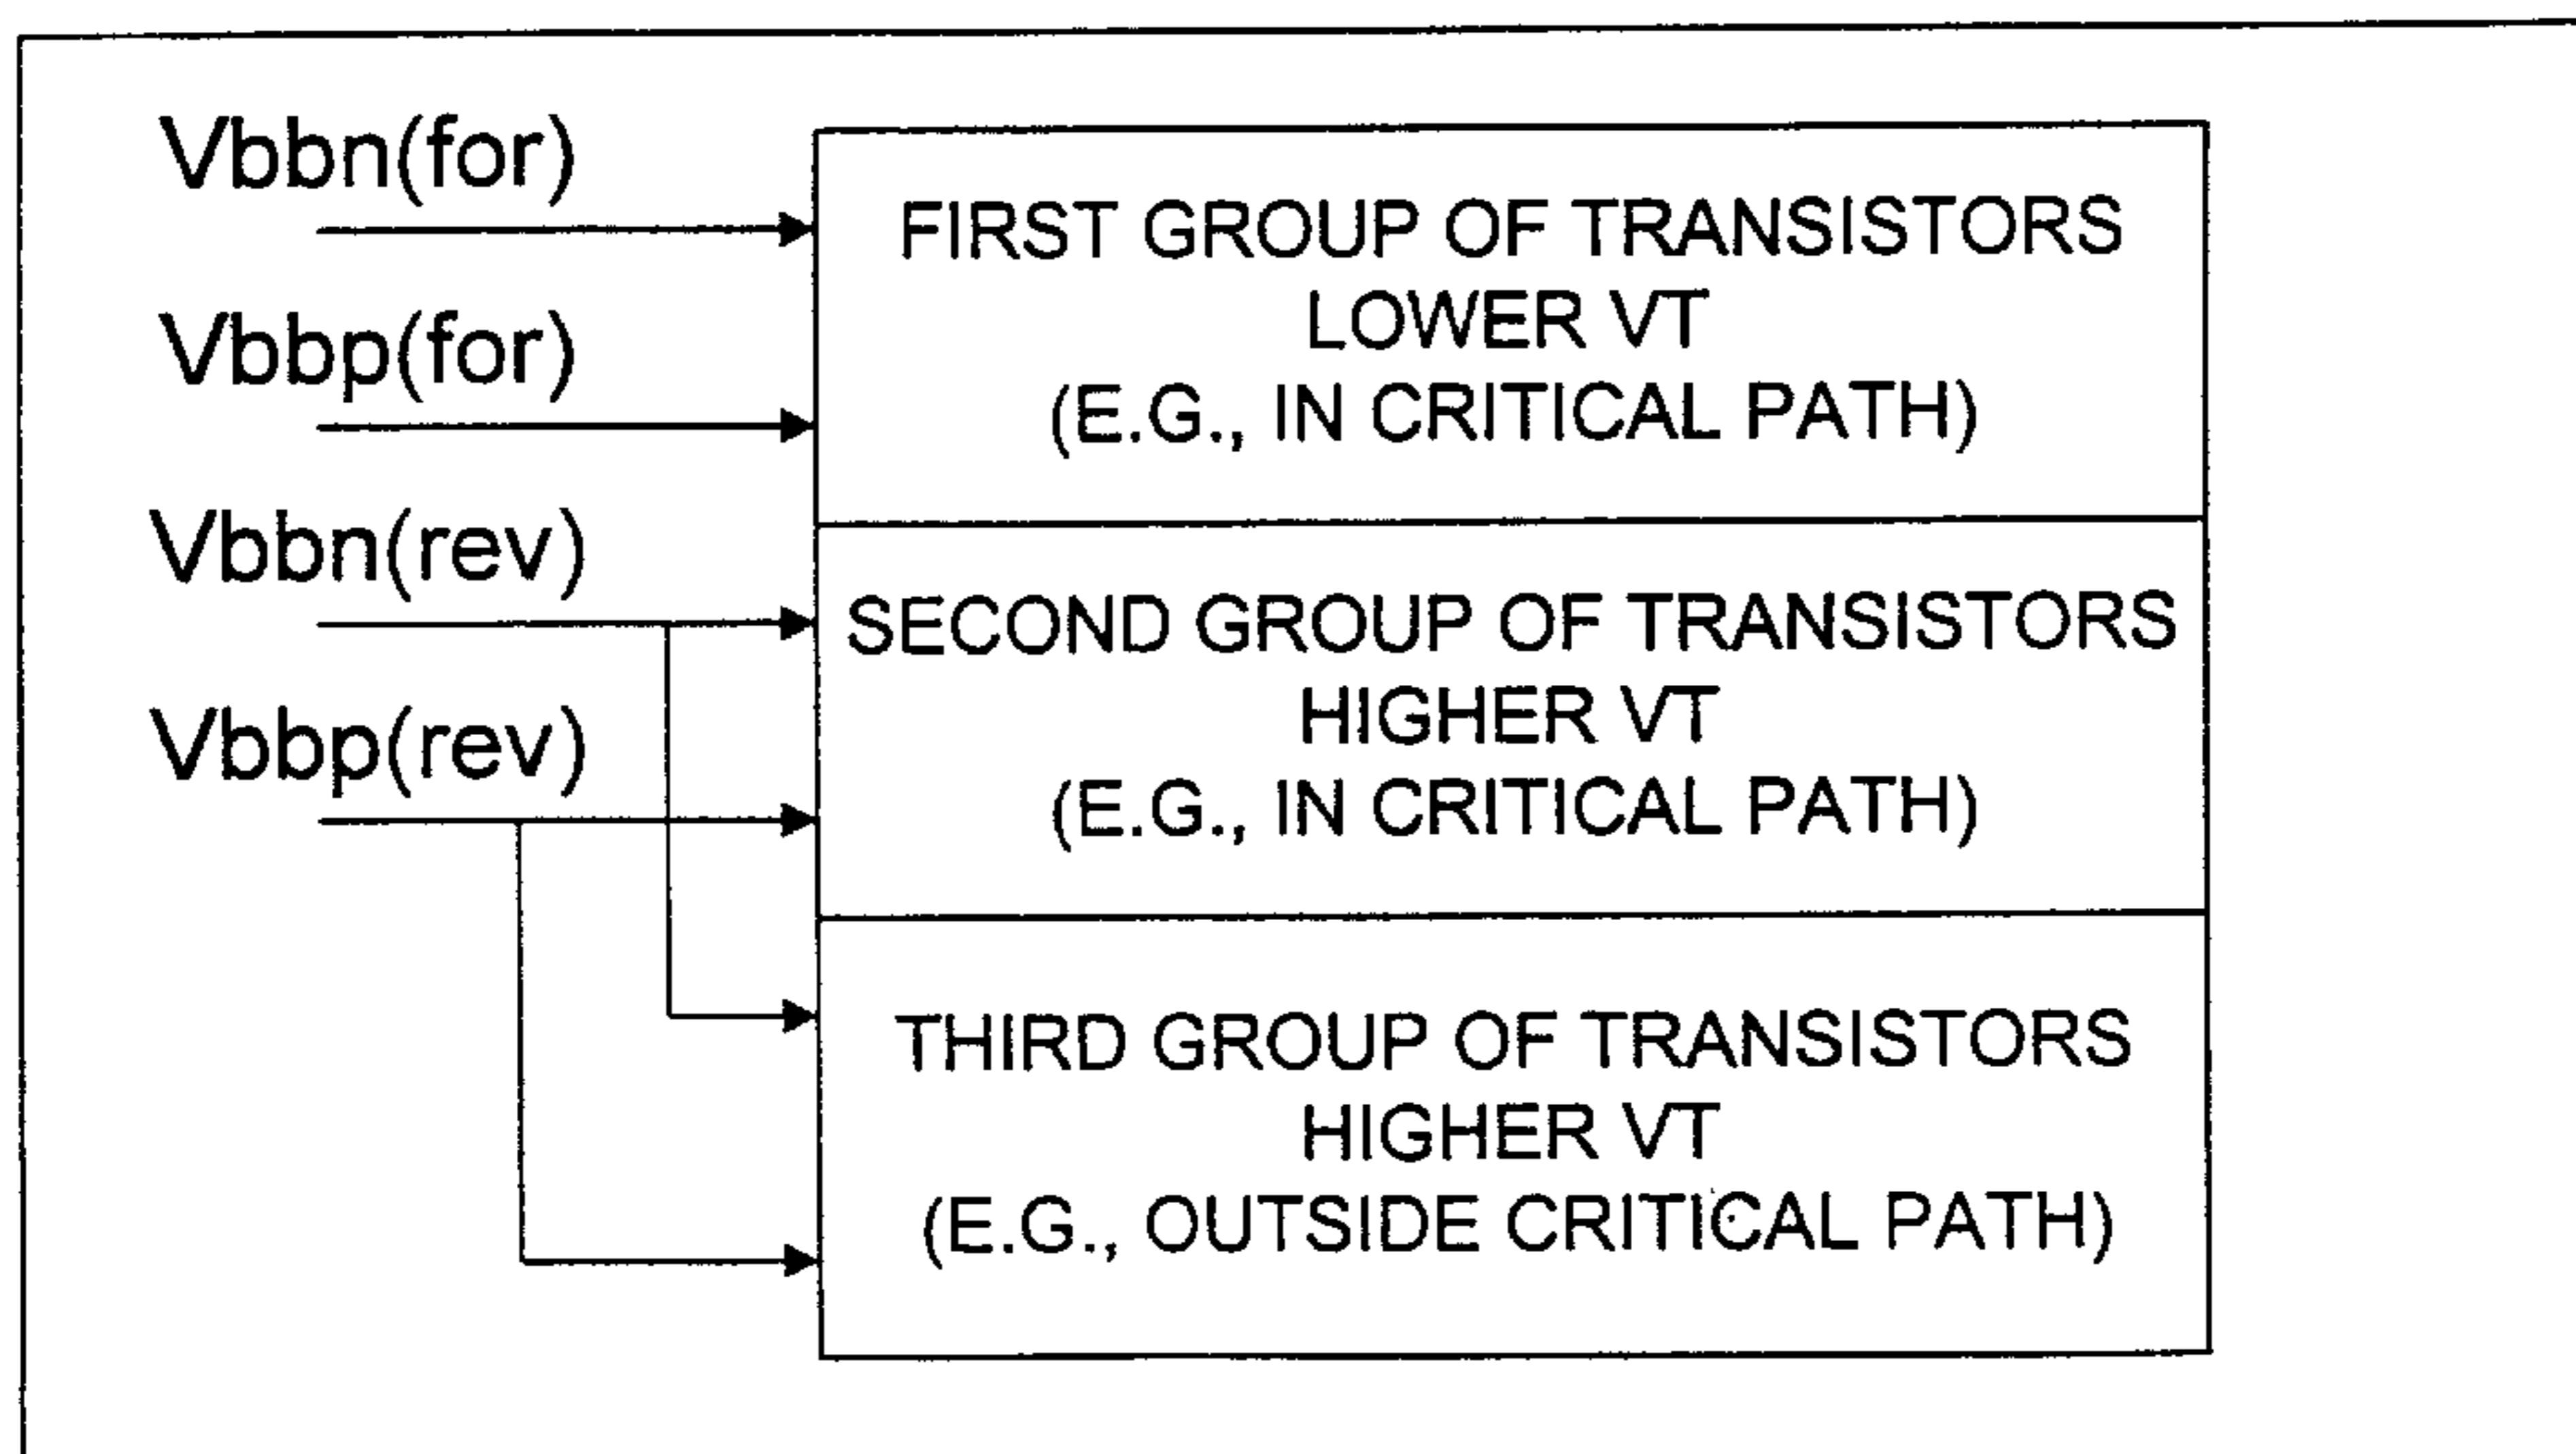 Vbbn(for)
Vbbp(for)
Vbbn(rev)
Vbbp(rev)
FIRST GROUP OF TRANSISTORS
LOWER VT
(E.G., IN CRITICAL PATH)
SECOND GROUP OF TRANSISTORS
HIGHER VT
(E.G., IN CRITICAL PATH)
THIRD GROUP OF TRANSISTORS
HIGHER VT
(E.G., OUTSIDE CRITICAL PATH)